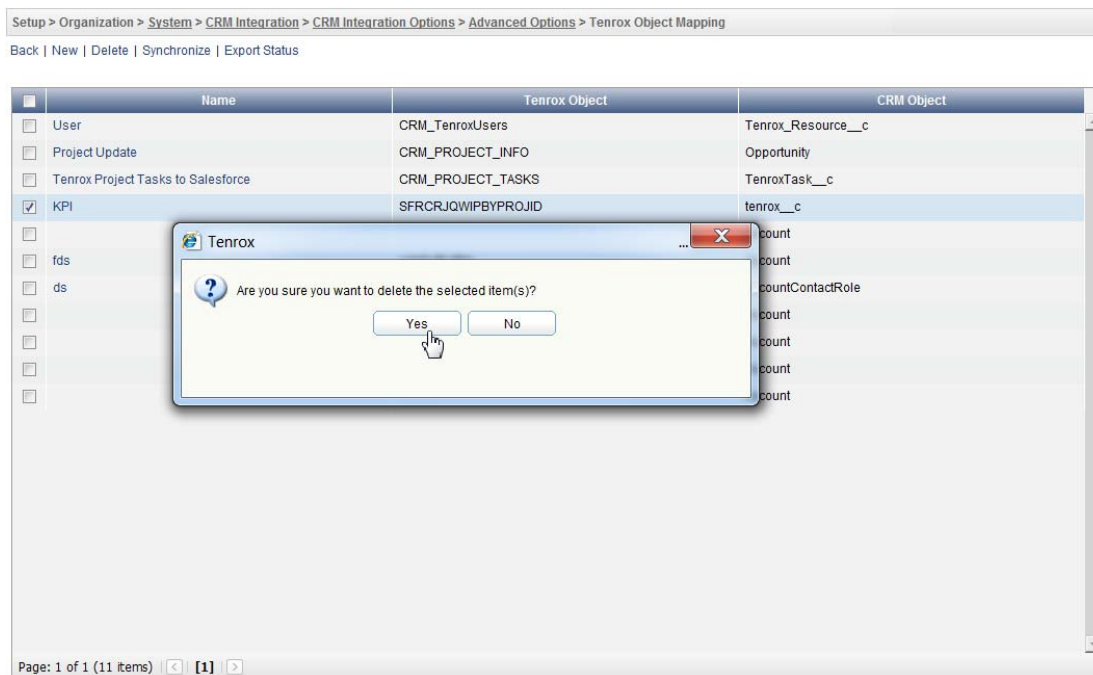 Setup > Organization > System > CRM Integration > CRM Integration Options > Advanced Options > Tenrox Object Mapping
Back | New | Delete | Synchronize | Export Status
Name Tenrox Object CRM Object
User CRM_TenroxUsers Tenrox_Resource__c
Project Update CRM_PROJECT_INFO Opportunity
Tenrox Project Tasks to Salesforce CRM_PROJECT_TASKS TenroxTask__c
KPI SFRCRJQWIPBYPROJID tenrox__c
Tenrox ...
count
fds count
Are you sure you want to delete the selected item(s)?
ds countContactRole
Yes No
count
count
count
count
Page: 1 of 1 (11 items) < [1] >